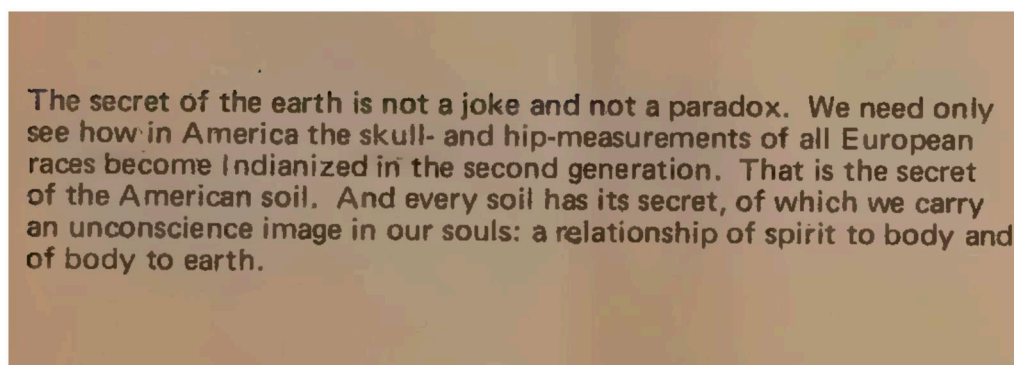 The secret of the earth is not a joke and not a paradox. We need only
see how in America the skull- and hip-measurements of all European
races become Indianized in the second generation. That is the secret
of the American soil. And every soil has its secret, of which we carry
an unconscience image in our souls: a relationship of spirit to body and
of body to earth.